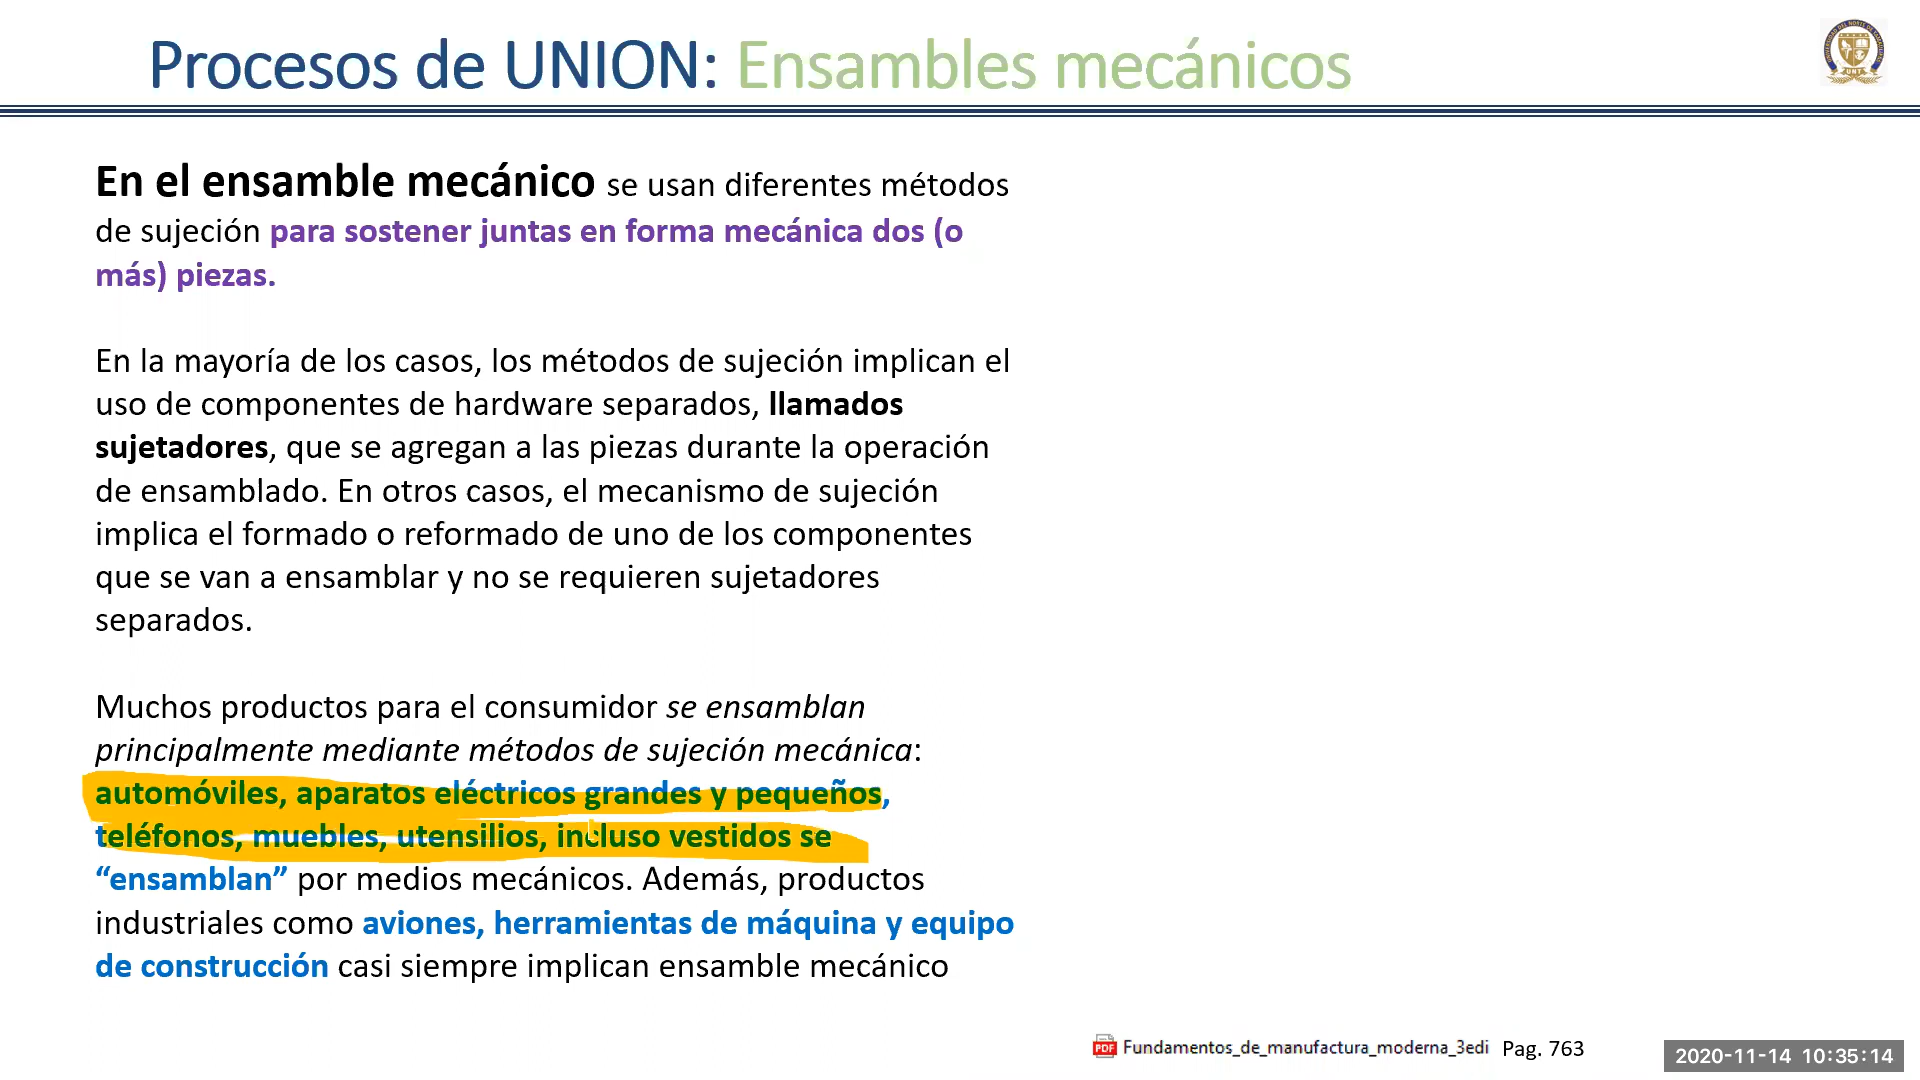 Procesos de UNION: Ensambles mecánicos
En el ensamble mecánico se usan diferentes métodos
de sujeción para sostener juntas en forma mecánica dos (o
más) piezas.
En la mayoría de los casos, los métodos de sujeción implican el
uso de componentes de hardware separados, llamados
sujetadores, que se agregan a las piezas durante la operación
de ensamblado. En otros casos, el mecanismo de sujeción
implica el formado o reformado de uno de los componentes
que se van a ensamblar y no se requieren sujetadores
separados.
Muchos productos para el consumidor se ensamblan
principalmente mediante métodos de sujeción mecánica:
automóviles, aparatos eléctricos grandes y pequeños,
teléfonos, muebles, utensilios, incluso vestidos se
“ensamblan” por medios mecánicos. Además, productos
industriales como aviones, herramientas de máquina y equipo
de construcción casi siempre implican ensamble mecánico
PDF Fundamentos_de_manufactura_moderna_3edi Pag. 763
2020-11-14 10:35:14